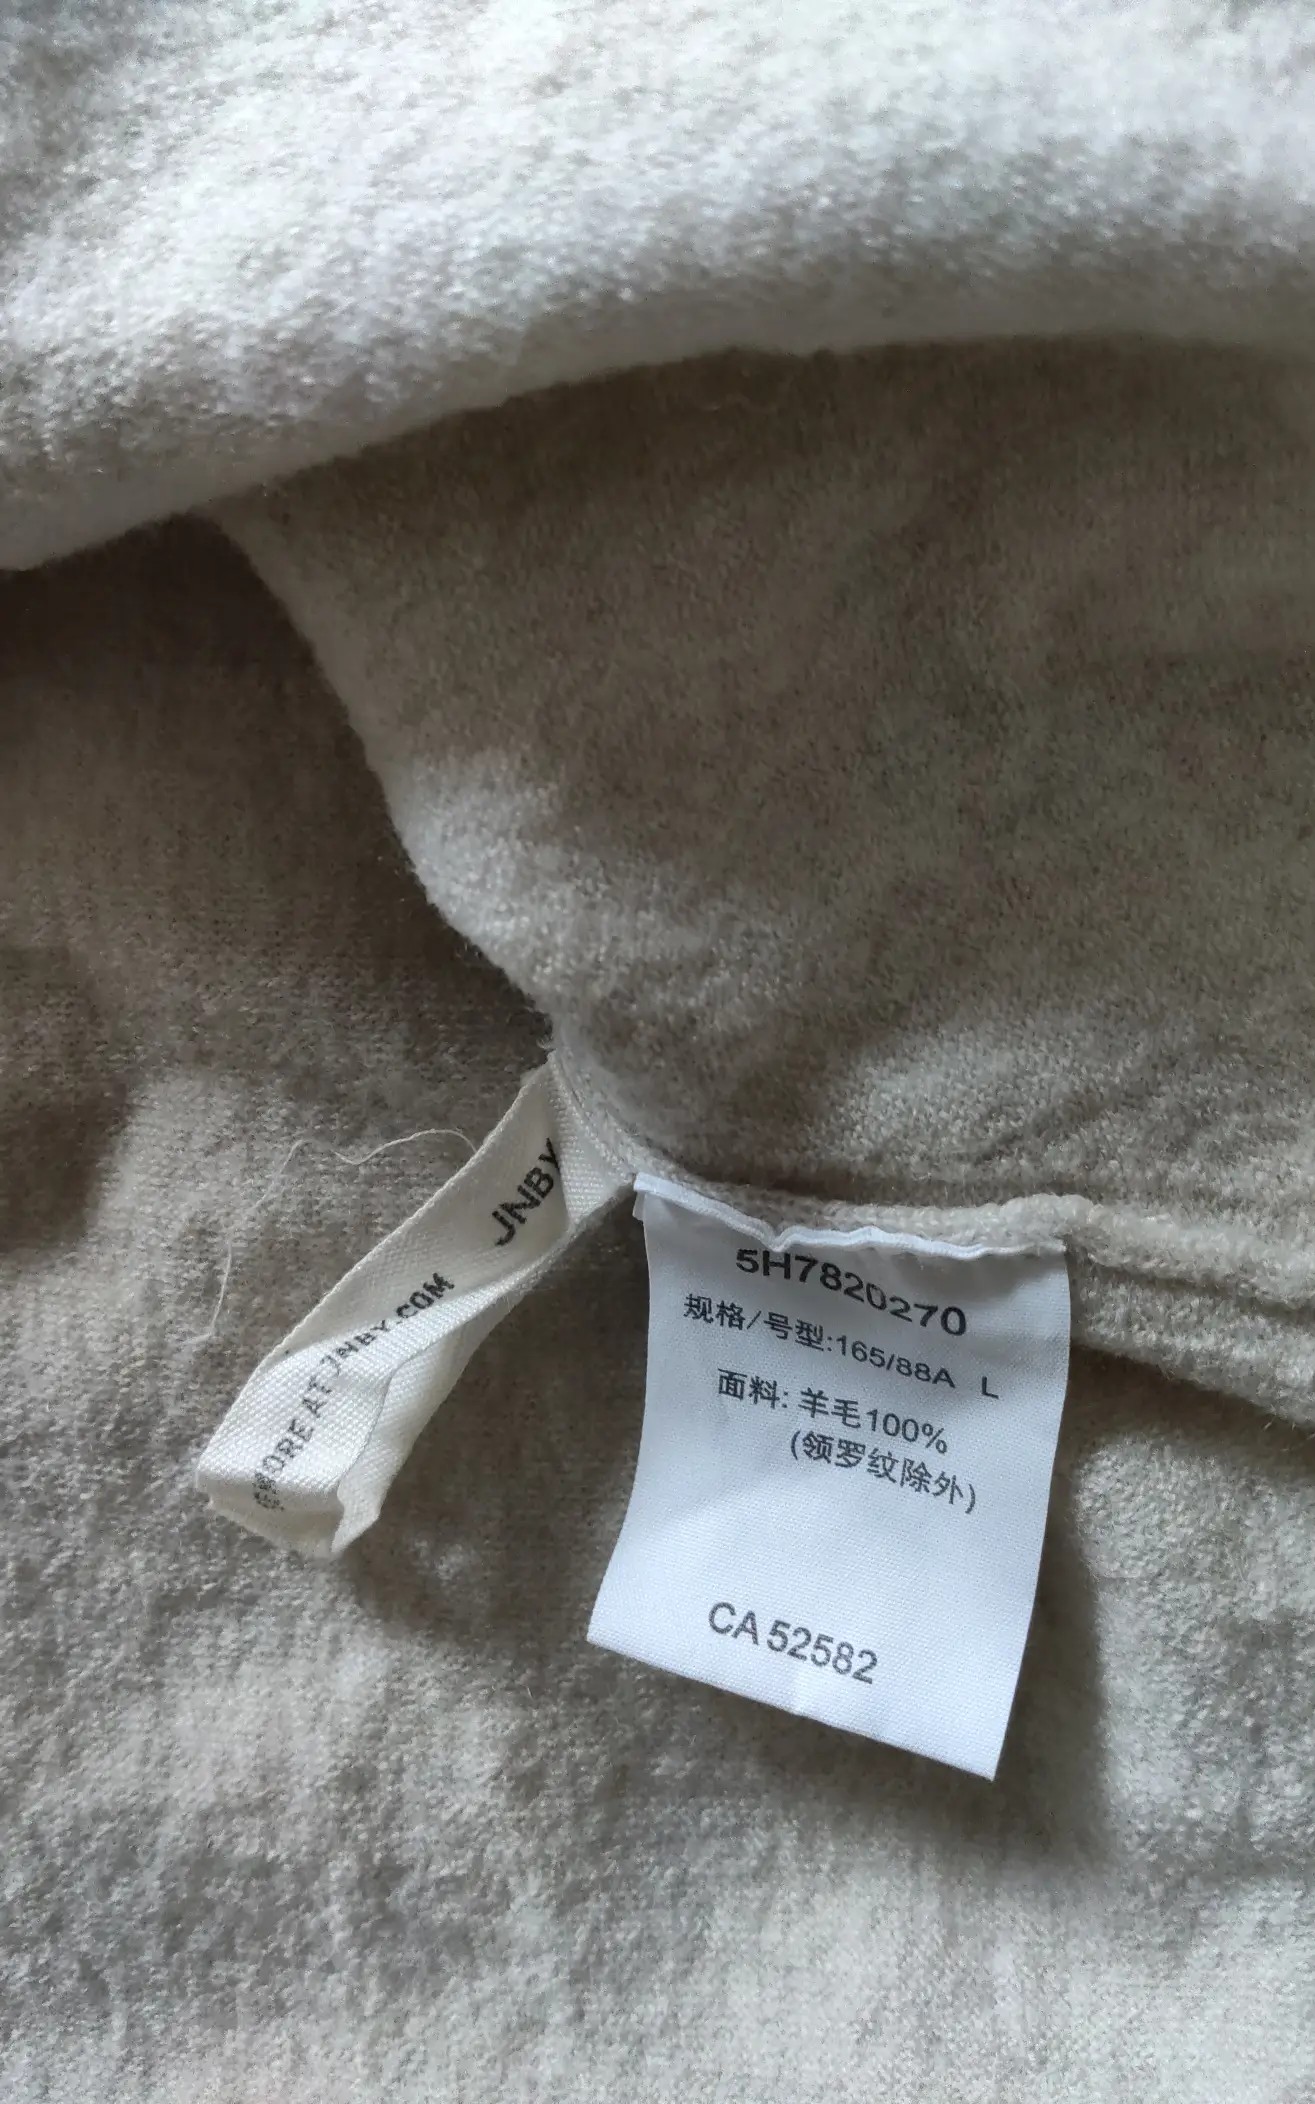 JNBY
MORE AT JNBY.COM
5H7820270
规格/号型:165/88A L
面料: 羊毛100%
(领罗纹除外)
CA 52582